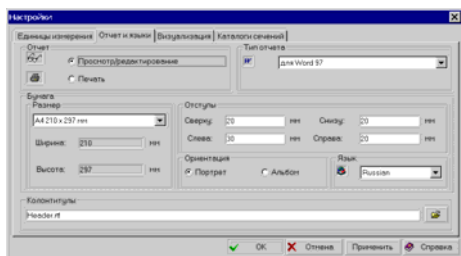 Настройки
Единицы измерения Отчет и языки Визуализация Каталоги сечений
Отчет
Просмотр/редактирование
Печать
Тип отчета
для Word 97
Бумага
Размер
A4 210 x 297 мм
Ширина: 210 мм
Высота: 297 мм
Отступы
Сверху: 20 мм Снизу: 20 мм
Слева: 30 мм Справа: 20 мм
Ориентация
Портрет Альбом
Язык
Russian
Колонтитулы
Header.rtf
OK Отмена Применить Справка